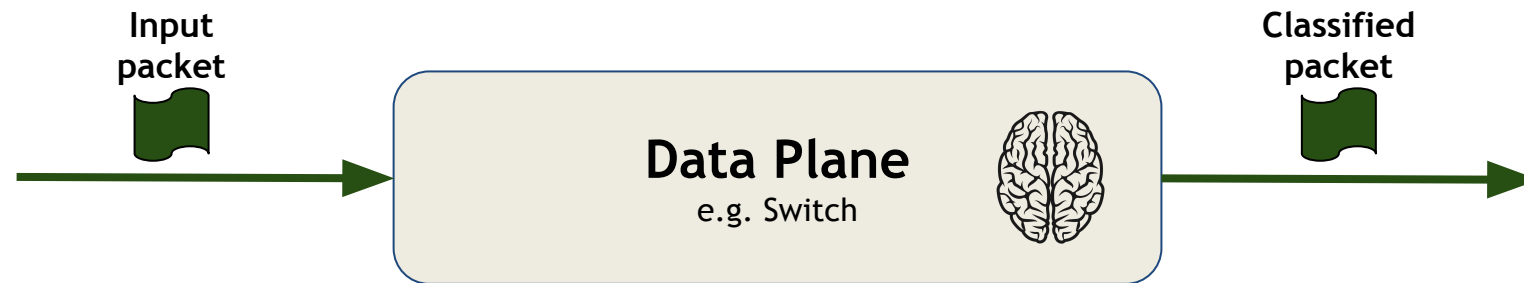 Input
packet
Classified
packet
Data Plane
e.g. Switch